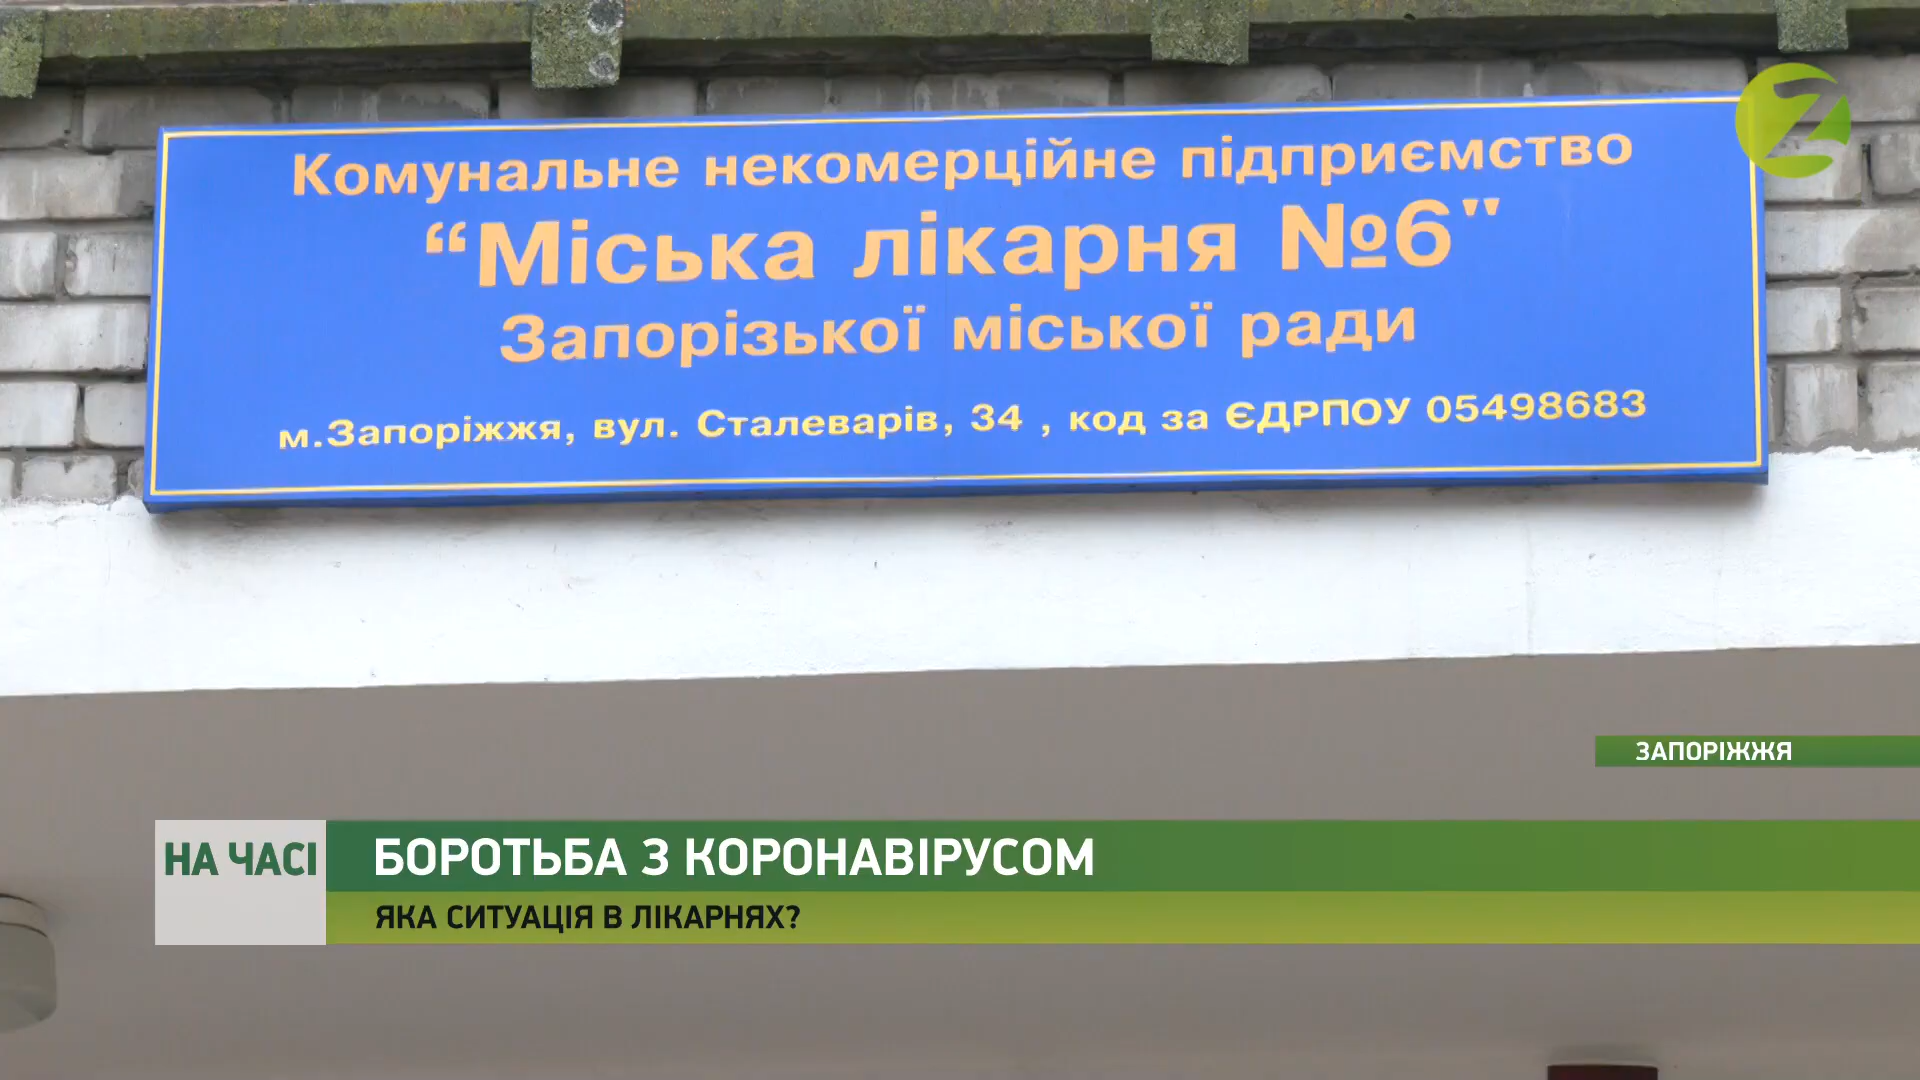 Комунальне некомерційне підприємство
“Міська лікарня №6"
Запорізької міської ради
м.Запоріжжя, вул. Сталеварів, 34 , код за ЄДРПОУ 05498683
ЗАПОРІЖЖЯ
НА ЧАСІ
БОРОТЬБА З КОРОНАВІРУСОМ
ЯКА СИТУАЦІЯ В ЛІКАРНЯХ?